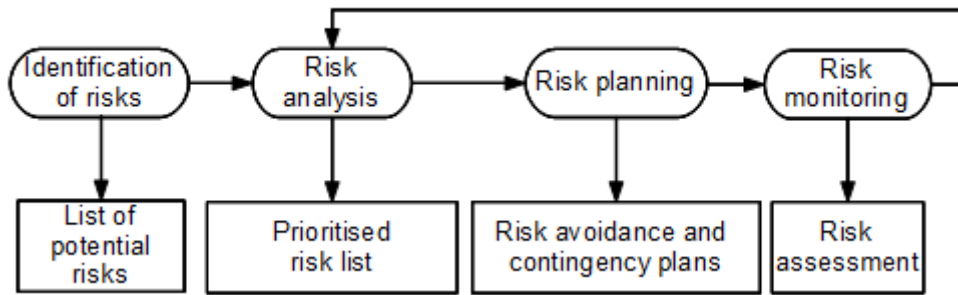 Identification
of risks
Risk
analysis
Risk planning
Risk
monitoring
List of
potential
risks
Prioritised
risk list
Risk avoidance and
contingency plans
Risk
assessment